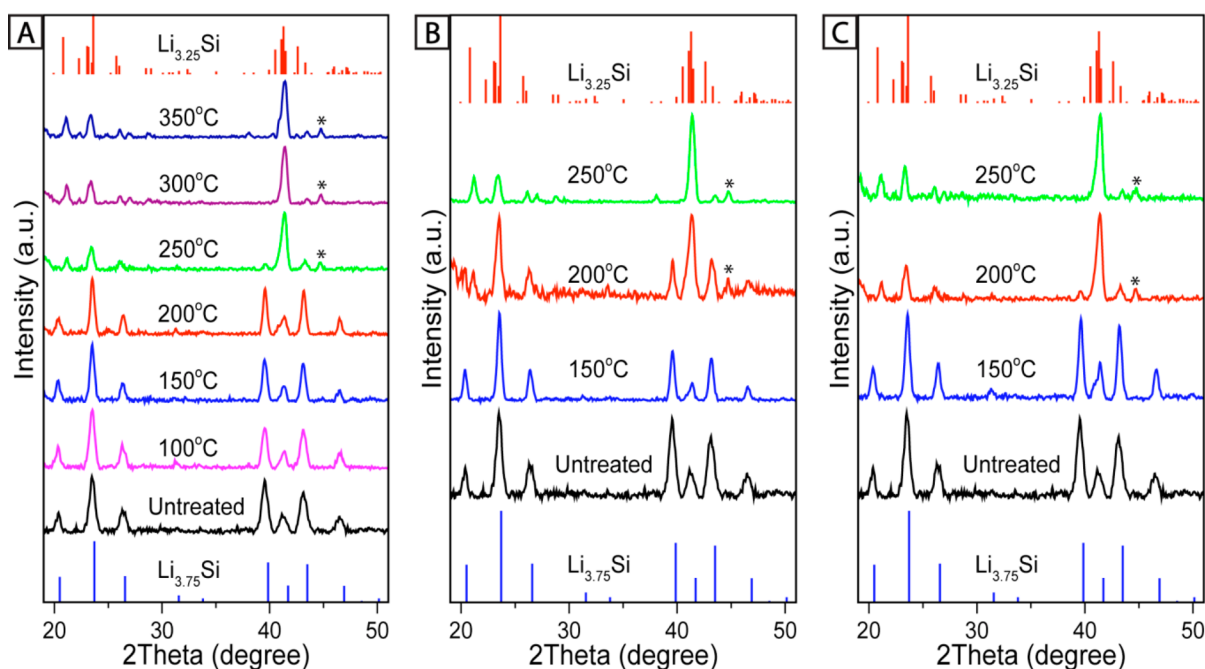 A
Intensity (a.u.)
Li3.25Si
350°C
*
300°C
*
250°C
*
200°C
150°C
100°C
Untreated
Li3.75Si
20 30 40 50
2Theta (degree)
B
Intensity (a.u.)
Li3.25Si
250°C
*
200°C
*
150°C
Untreated
Li3.75Si
20 30 40 50
2Theta (degree)
C
Intensity (a.u.)
Li3.25Si
250°C
*
200°C
*
150°C
Untreated
Li3.75Si
20 30 40 50
2Theta (degree)